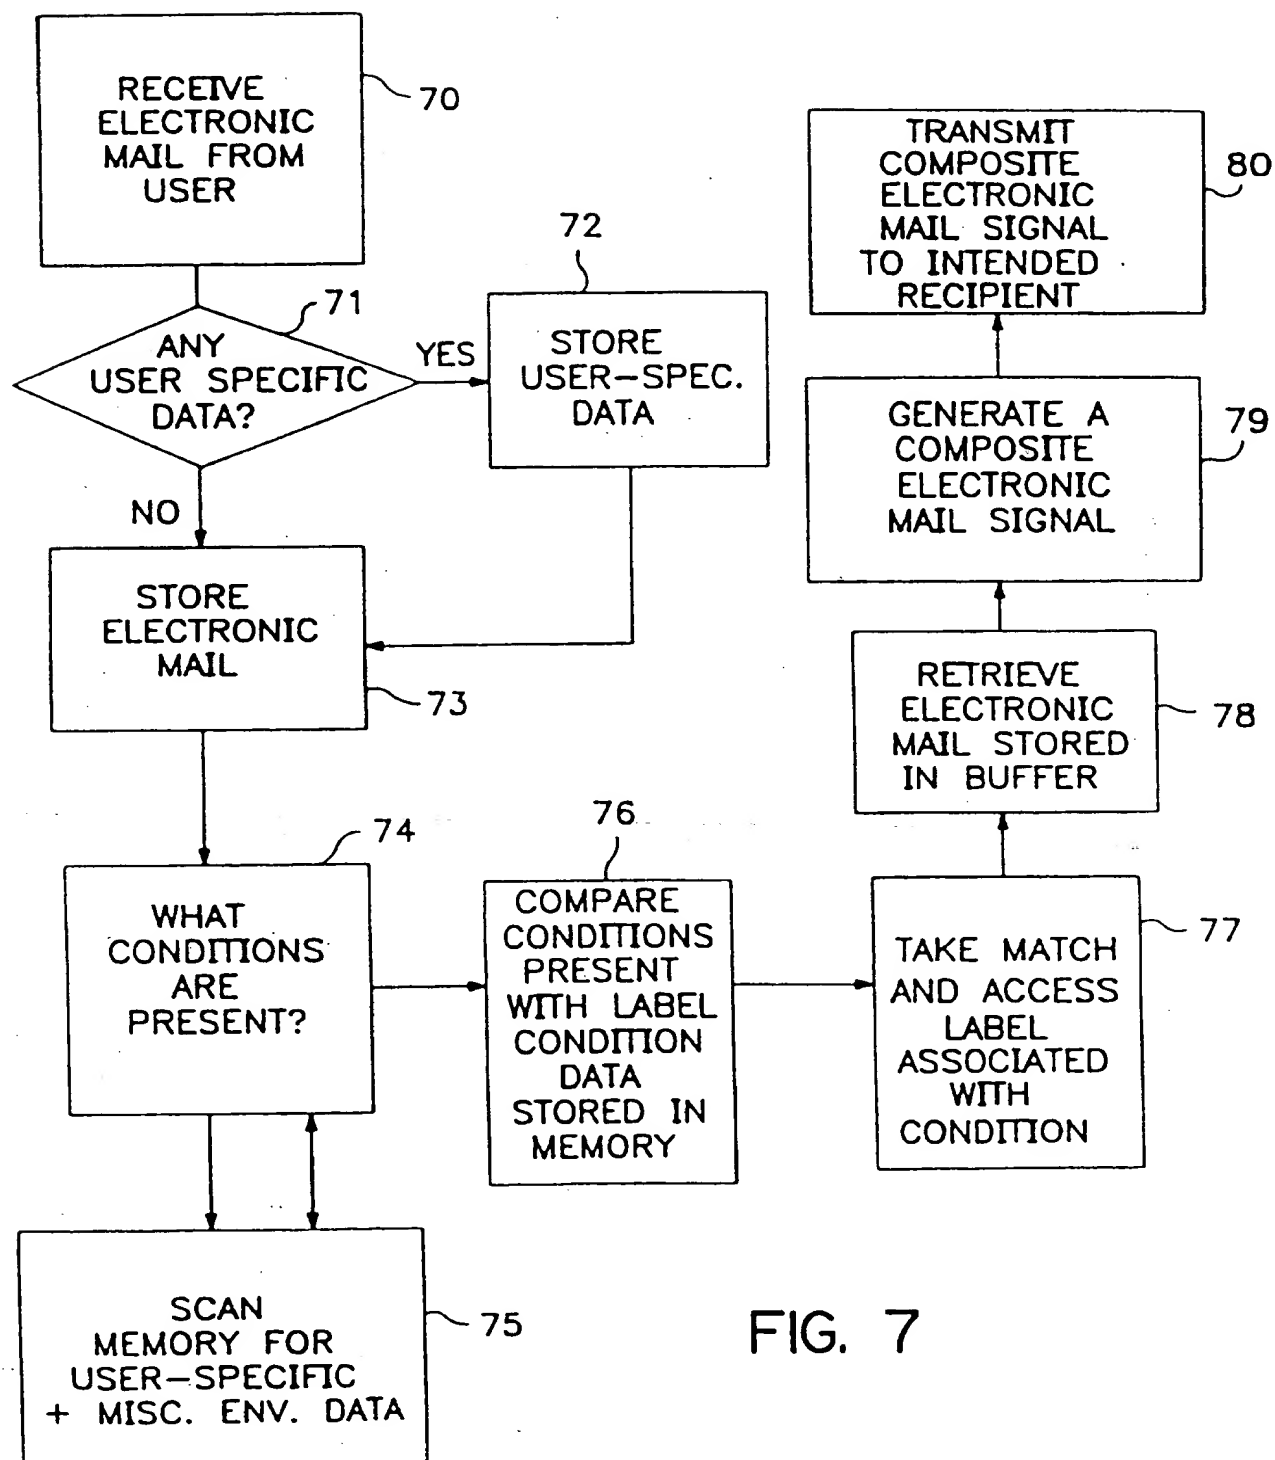 RECEIVE
ELECTRONIC
MAIL FROM
USER
70
71
ANY
USER SPECIFIC
DATA?
YES
NO
72
STORE
USER-SPEC.
DATA
STORE
ELECTRONIC
MAIL
73
74
WHAT
CONDITIONS
ARE
PRESENT?
SCAN
MEMORY FOR
USER-SPECIFIC
+ MISC. ENV. DATA
75
76
COMPARE
CONDITIONS
PRESENT
WITH LABEL
CONDITION
DATA
STORED IN
MEMORY
TAKE MATCH
AND ACCESS
LABEL
ASSOCIATED
WITH
CONDITION
77
RETRIEVE
ELECTRONIC
MAIL STORED
IN BUFFER
78
GENERATE A
COMPOSITE
ELECTRONIC
MAIL SIGNAL
79
TRANSMIT
COMPOSITE
ELECTRONIC
MAIL SIGNAL
TO INTENDED
RECIPIENT
80
FIG. 7